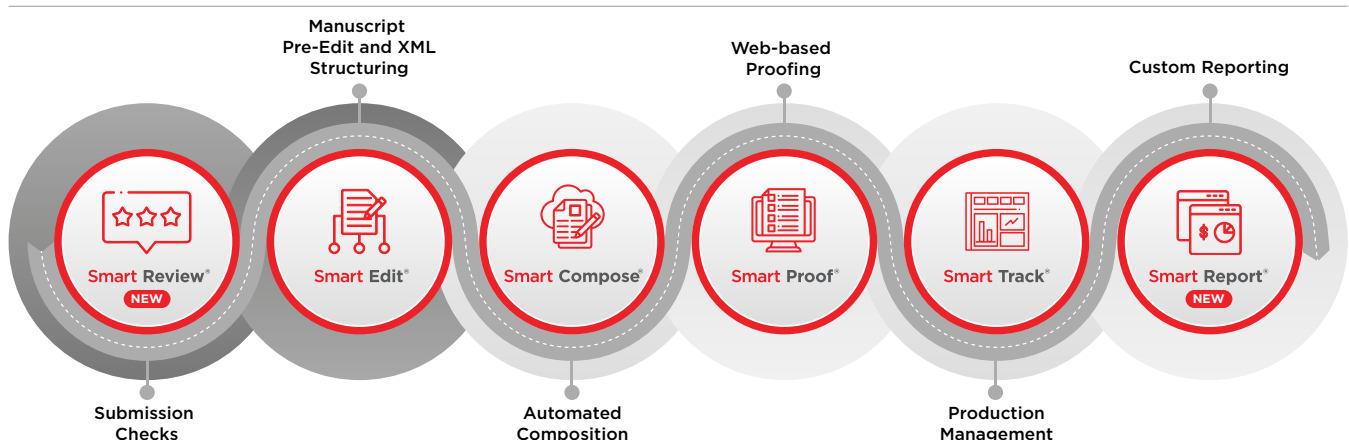 Manuscript
Pre-Edit and XML
Structuring
Web-based
Proofing
Custom Reporting
Smart Review®
NEW
Smart Edit®
Smart Compose®
Smart Proof®
Smart Track®
$
Smart Report®
NEW
Submission
Checks
Automated
Composition
Production
Management